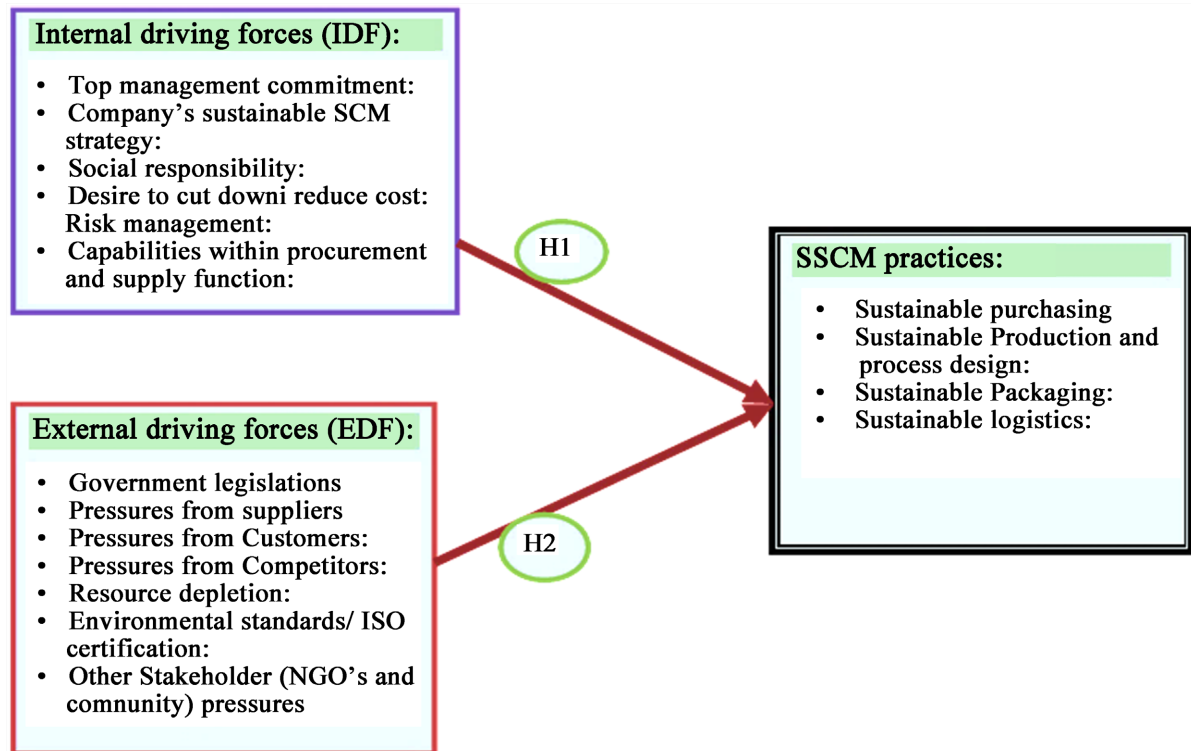 Internal driving forces (IDF):
• Top management commitment:
• Company’s sustainable SCM
strategy:
• Social responsibility:
• Desire to cut downi reduce cost:
Risk management:
• Capabilities within procurement
and supply function:
H1
SSCM practices:
• Sustainable purchasing
• Sustainable Production and
process design:
• Sustainable Packaging:
• Sustainable logistics:
External driving forces (EDF):
• Government legislations
• Pressures from suppliers
• Pressures from Customers:
• Pressures from Competitors:
• Resource depletion:
• Environmental standards/ ISO
certification:
• Other Stakeholder (NGO’s and
comnunity) pressures
H2